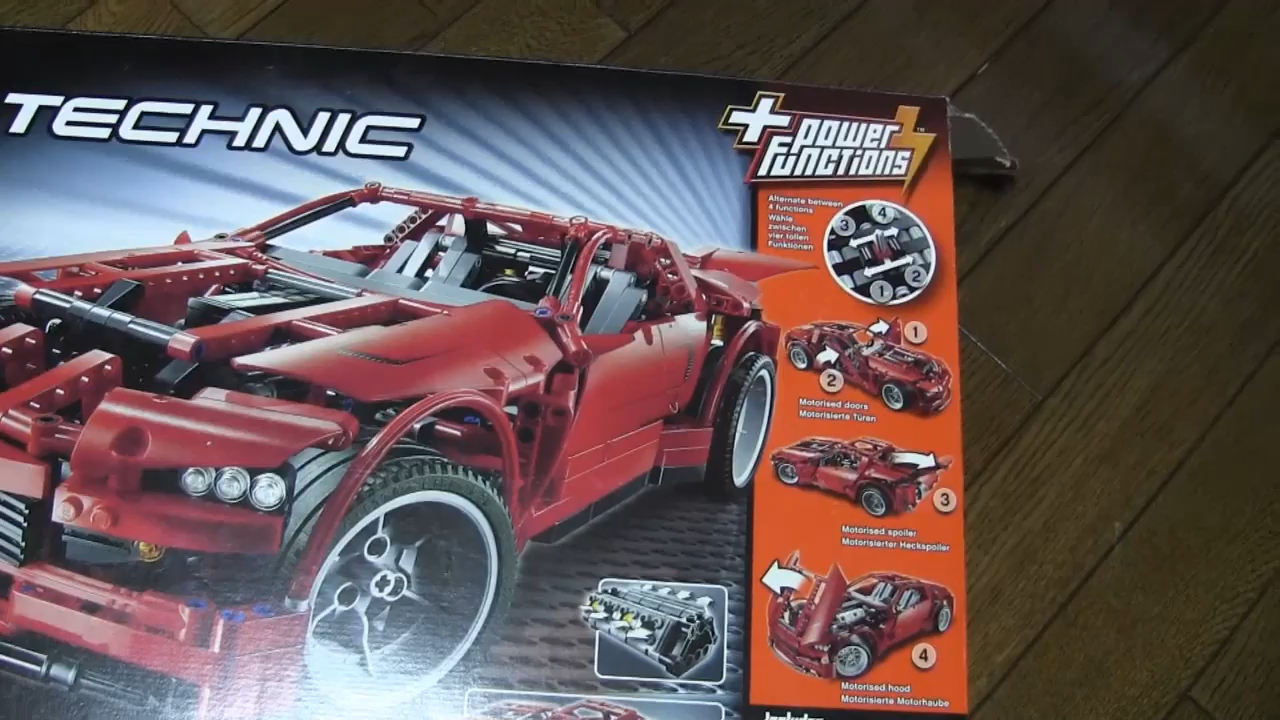 TECHNIC
power
Functions
TM
Alternate between
4 functions
Wähle
zwischen
vier tollen
Funktionen
3
4
2
1
1
2
Motorised doors
Motorisierte Türen
3
Motorised spoiler
Motorisierter Heckspoiler
4
Motorised hood
Motorisierte Motorhaube